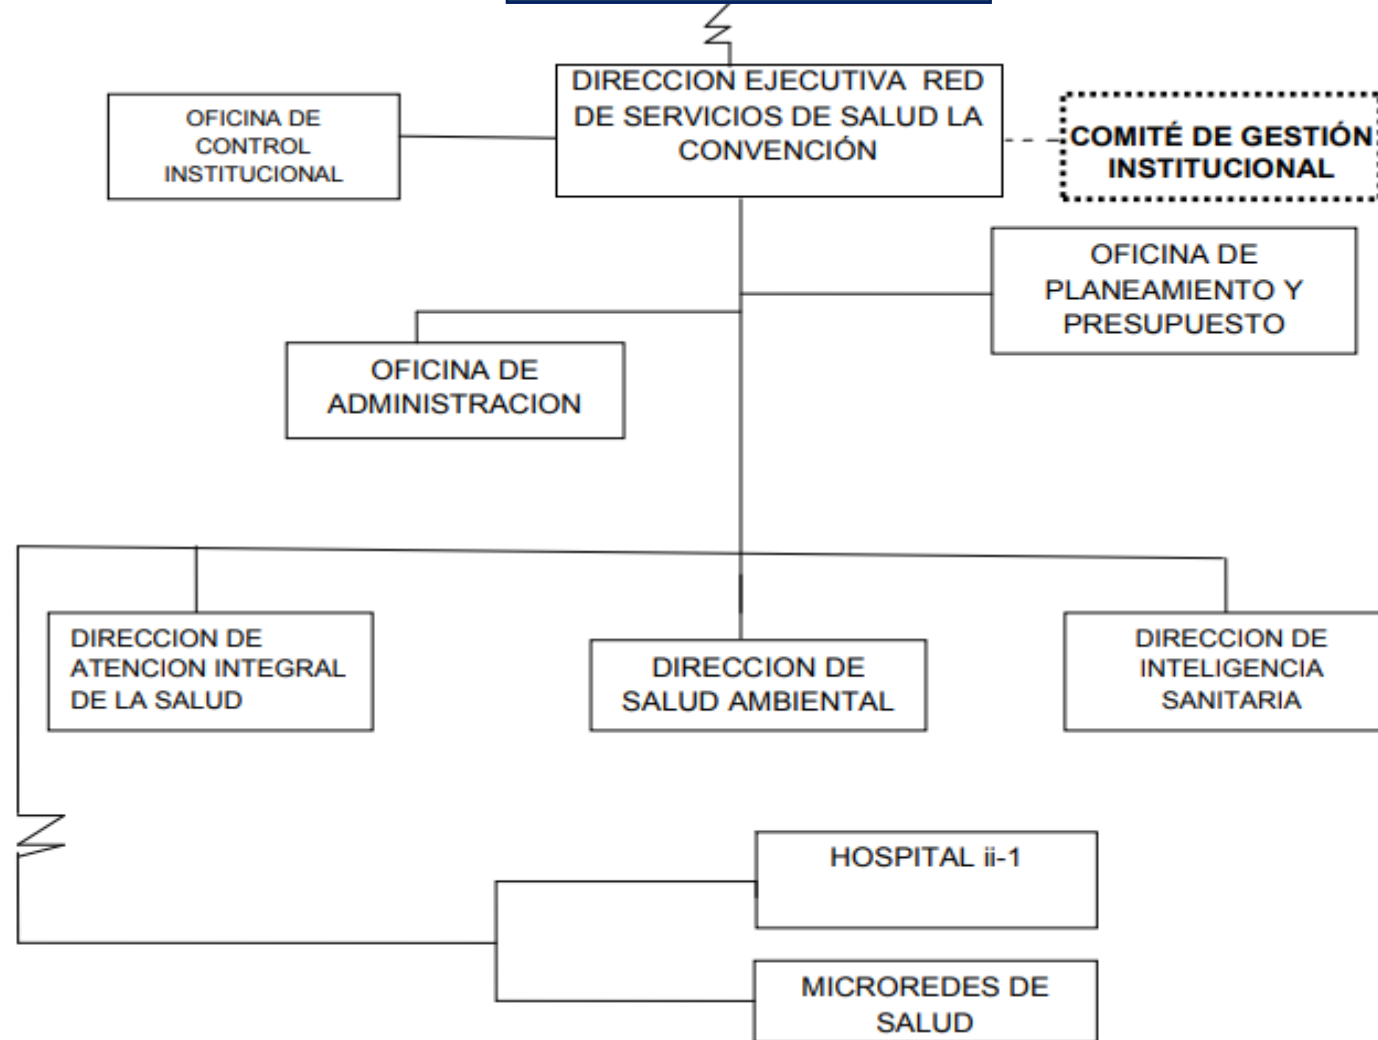 DIRECCION EJECUTIVA  RED
DE SERVICIOS DE SALUD LA
CONVENCIÓN
OFICINA DE
CONTROL
INSTITUCIONAL
COMITÉ DE GESTIÓN
INSTITUCIONAL
OFICINA DE
PLANEAMIENTO Y
PRESUPUESTO
OFICINA DE
ADMINISTRACION
DIRECCION DE
ATENCION INTEGRAL
DE LA SALUD
DIRECCION DE
SALUD AMBIENTAL
DIRECCION DE
INTELIGENCIA
SANITARIA
HOSPITAL ii-1
MICROREDES DE
SALUD